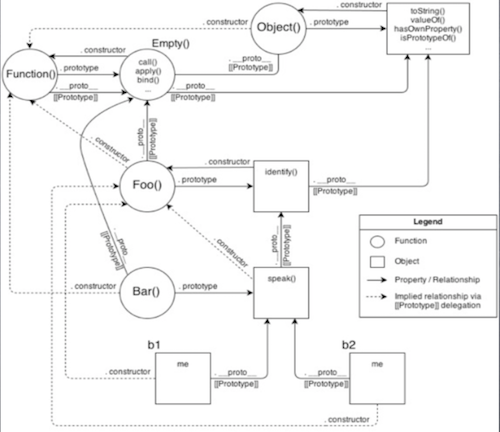 Object()
. constructor
. prototype
toString()
valueOf()
hasOwnProperty()
isPrototypeOf()
...
. constructor
Empty()
. constructor
Function()
. prototype
. __proto__
[[Prototype]]
call()
apply()
bind()
...
. __proto__
[[Prototype]]
. __proto__
[[Prototype]]
. __proto__
[[Prototype]]
. constructor
Foo()
. constructor
. prototype
identify()
. __proto__
[[Prototype]]
. __proto__
[[Prototype]]
. constructor
. __proto__
[[Prototype]]
. constructor
Bar()
. prototype
speak()
Legend
Function
Object
Property / Relationship
Implied relationship via
[[Prototype]] delegation
b1
me
. constructor
. __proto__
[[Prototype]]
b2
me
. __proto__
[[Prototype]]
. constructor